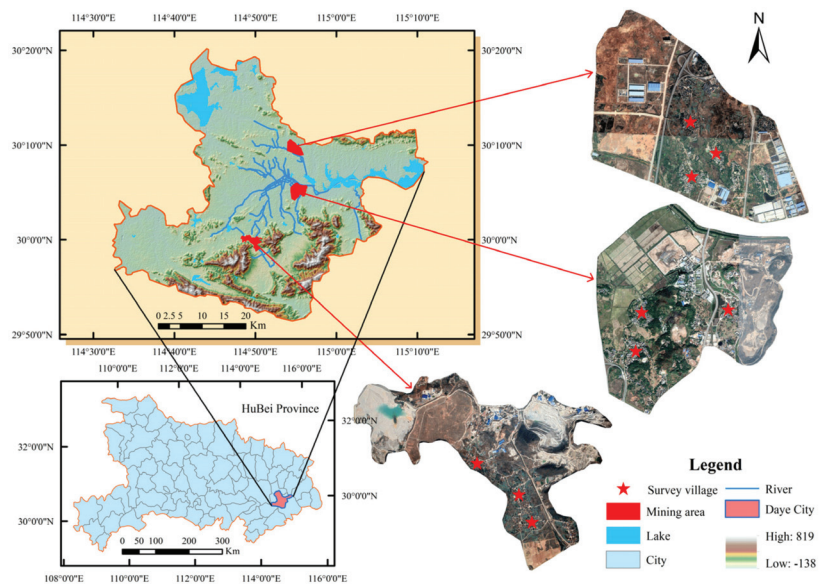 114°30'0"E 114°40'0"E 114°50'0"E 115°0'0"E 115°10'0"E
N
30°20'0"N 30°20'0"N
30°10'0"N 30°10'0"N
30°0'0"N 30°0'0"N
0 2.5 5 10 15 20
Km
29°50'0"N 29°50'0"N
114°30'0"E 114°40'0"E 114°50'0"E 115°0'0"E 115°10'0"E
110°0'0"E 112°0'0"E 114°0'0"E 116°0'0"E
HuBei Province
32°0'0"N 32°0'0"N
30°0'0"N 30°0'0"N
0 50 100 200 300
Km
108°0'0"E 110°0'0"E 112°0'0"E 114°0'0"E 116°0'0"E
Legend
Survey village River
Mining area Daye City
Lake High: 819
City Low: -138